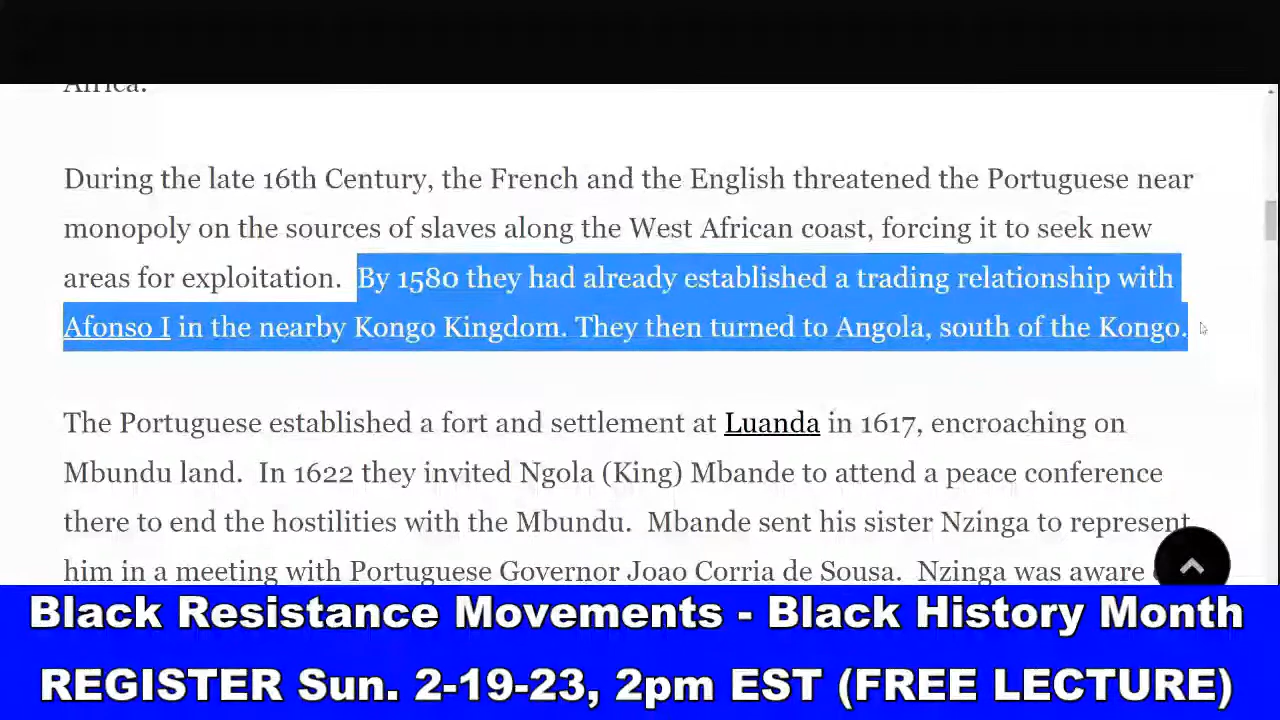 Africa.
During the late 16th Century, the French and the English threatened the Portuguese near
monopoly on the sources of slaves along the West African coast, forcing it to seek new
areas for exploitation. By 1580 they had already established a trading relationship with
Afonso I in the nearby Kongo Kingdom. They then turned to Angola, south of the Kongo.
The Portuguese established a fort and settlement at Luanda in 1617, encroaching on
Mbundu land. In 1622 they invited Ngola (King) Mbande to attend a peace conference
there to end the hostilities with the Mbundu. Mbande sent his sister Nzinga to represent
him in a meeting with Portuguese Governor Joao Corria de Sousa. Nzinga was aware
Black Resistance Movements - Black History Month
REGISTER Sun. 2-19-23, 2pm EST (FREE LECTURE)